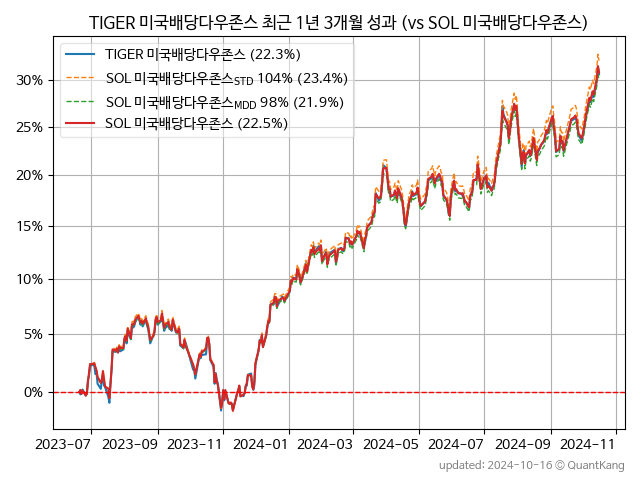 TIGER 미국배당다우존스 최근 1년 3개월 성과 (vs SOL 미국배당다우존스)
TIGER 미국배당다우존스 (22.3%)
SOL 미국배당다우존스STD 104% (23.4%)
SOL 미국배당다우존스MDD 98% (21.9%)
SOL 미국배당다우존스 (22.5%)
30%
25%
20%
15%
10%
5%
0%
2023-07 2023-09 2023-11 2024-01 2024-03 2024-05 2024-07 2024-09 2024-11
updated: 2024-10-16 © QuantKang